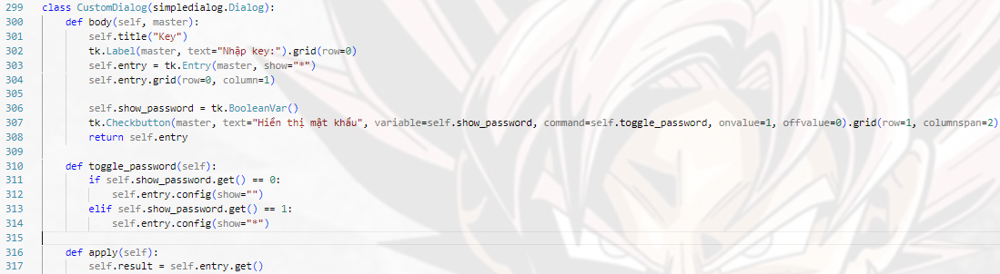 299 class CustomDialog(simpledialog.Dialog):
300     def body(self, master):
301         self.title("Key")
302         tk.Label(master, text="Nhập key:").grid(row=0)
303         self.entry = tk.Entry(master, show="*")
304         self.entry.grid(row=0, column=1)
305
306         self.show_password = tk.BooleanVar()
307         tk.Checkbutton(master, text="Hiển thị mật khẩu", variable=self.show_password, command=self.toggle_password, onvalue=1, offvalue=0).grid(row=1, columnspan=2)
308         return self.entry
309
310     def toggle_password(self):
311         if self.show_password.get() == 0:
312             self.entry.config(show="")
313         elif self.show_password.get() == 1:
314             self.entry.config(show="*")
315
316     def apply(self):
317         self.result = self.entry.get()